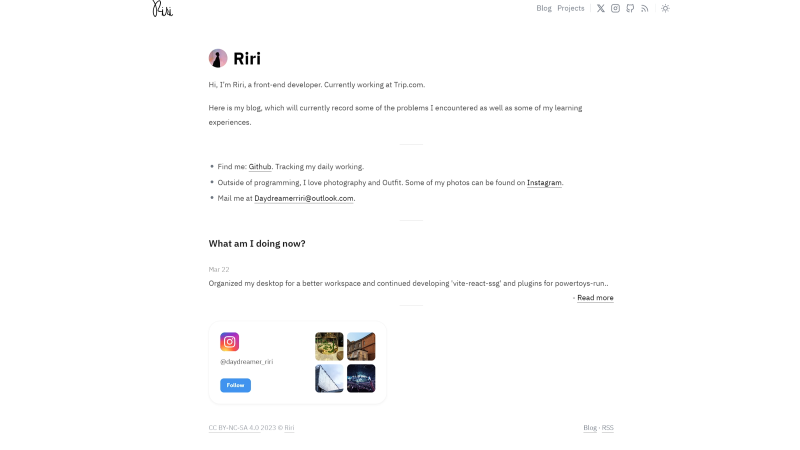 Riri
Blog Projects
Riri
Hi, I'm Riri, a front-end developer. Currently working at Trip.com.
Here is my blog, which will currently record some of the problems I encountered as well as some of my learning
experiences.
Find me: Github. Tracking my daily working.
Outside of programming, I love photography and Outfit. Some of my photos can be found on Instagram.
Mail me at Daydreamerriri@outlook.com.
What am I doing now?
Mar 22
Organized my desktop for a better workspace and continued developing 'vite-react-ssg' and plugins for powertoys-run..
· Read more
@daydreamer_riri
Follow
CC BY-NC-SA 4.0 2023 © Riri
Blog · RSS